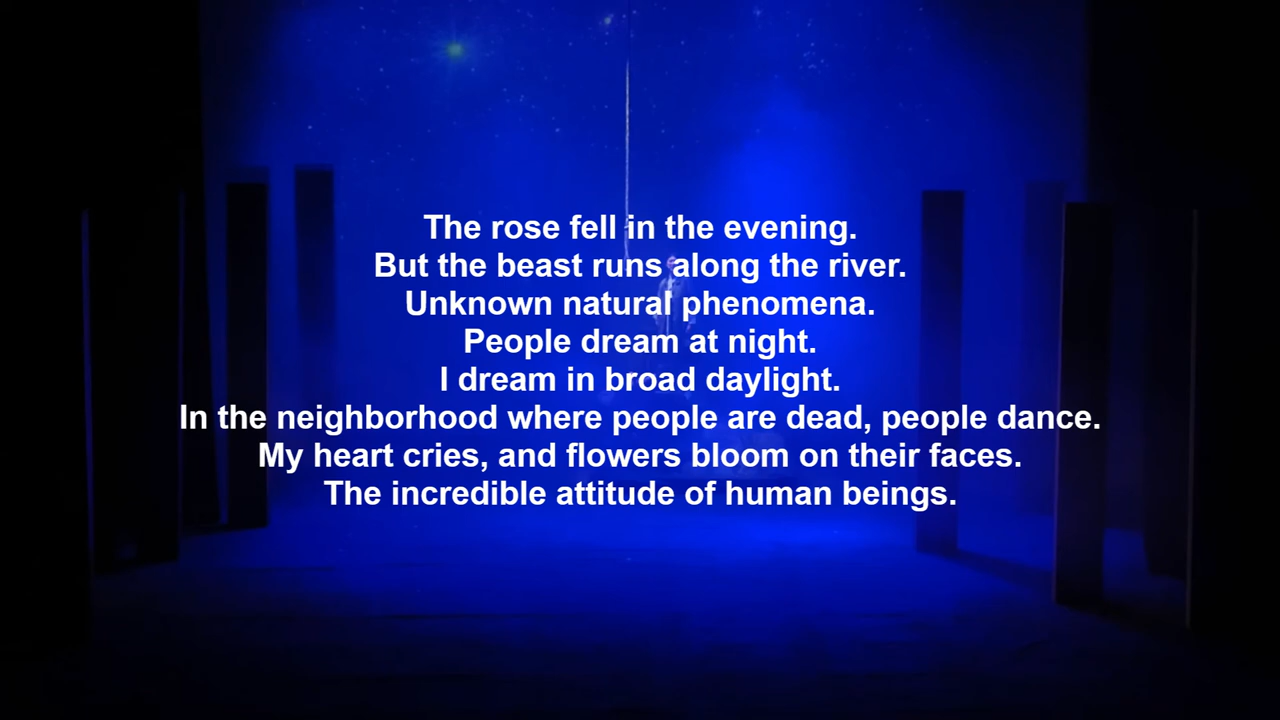 The rose fell in the evening.
But the beast runs along the river.
Unknown natural phenomena.
People dream at night.
I dream in broad daylight.
In the neighborhood where people are dead, people dance.
My heart cries, and flowers bloom on their faces.
The incredible attitude of human beings.